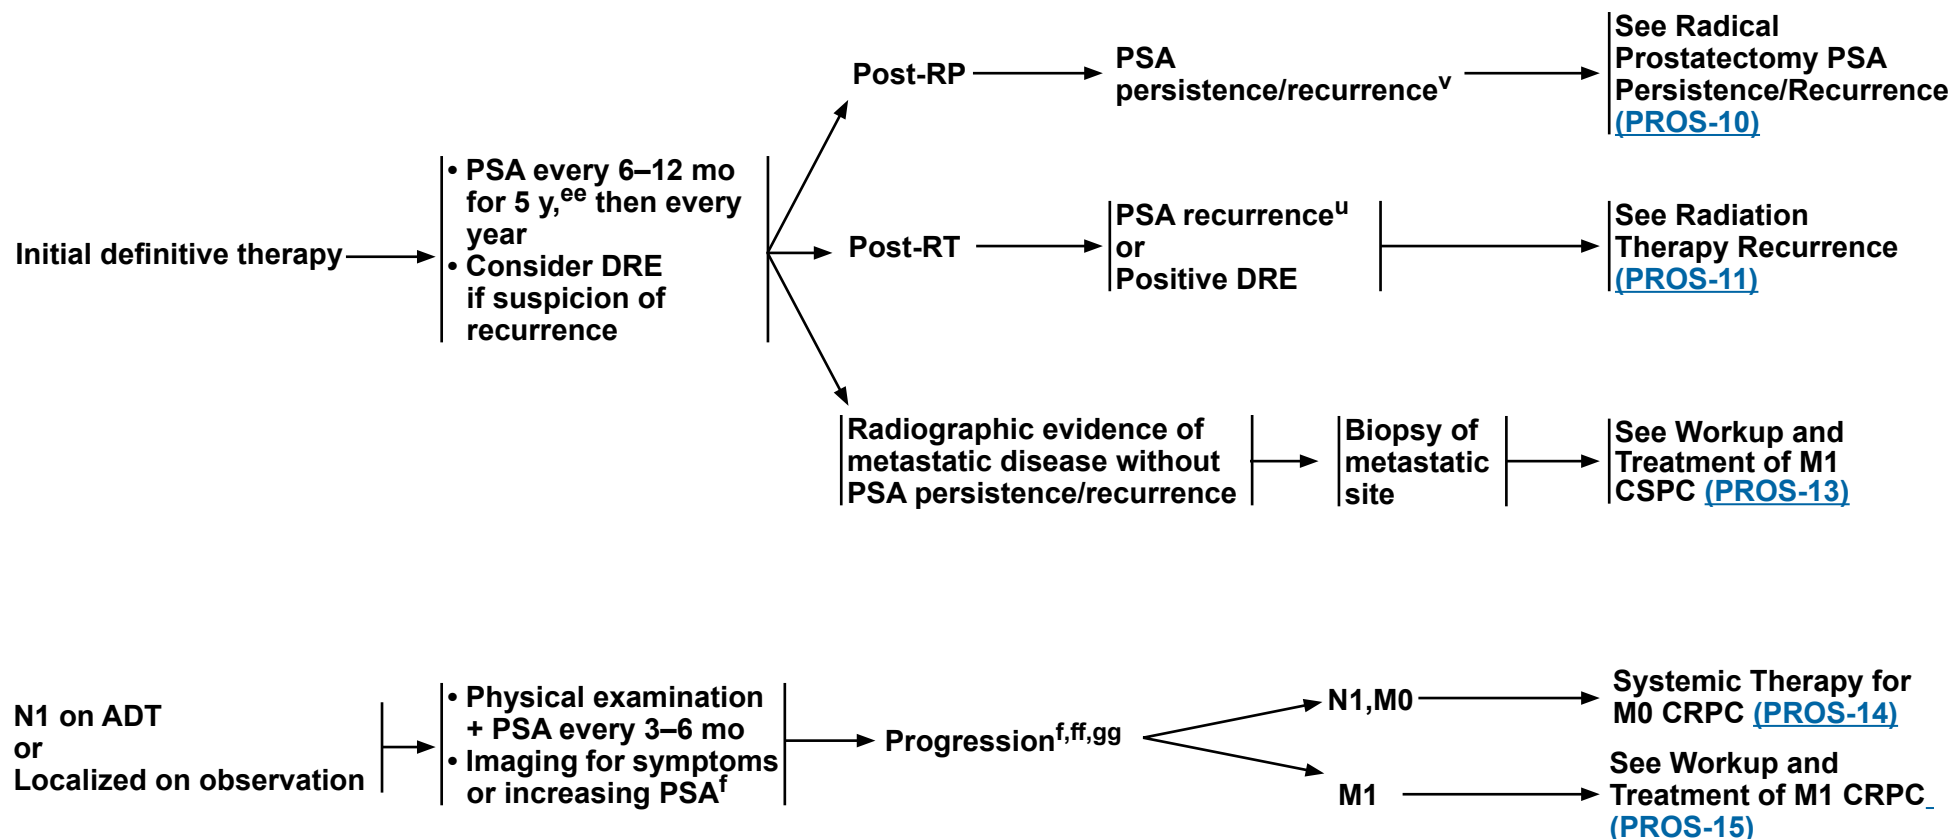 Initial definitive therapy
• PSA every 6–12 mo
for 5 y,ee then every
year
• Consider DRE
if suspicion of
recurrence
Post-RP
PSA
persistence/recurrencev
See Radical
Prostatectomy PSA
Persistence/Recurrence
(PROS-10)
Post-RT
PSA recurrenceu
or
Positive DRE
See Radiation
Therapy Recurrence
(PROS-11)
Radiographic evidence of
metastatic disease without
PSA persistence/recurrence
Biopsy of
metastatic
site
See Workup and
Treatment of M1
CSPC (PROS-13)
N1 on ADT
or
Localized on observation
• Physical examination
+ PSA every 3–6 mo
• Imaging for symptoms
or increasing PSAf
Progressionf,ff,gg
N1,M0
Systemic Therapy for
M0 CRPC (PROS-14)
M1
See Workup and
Treatment of M1 CRPC
(PROS-15)